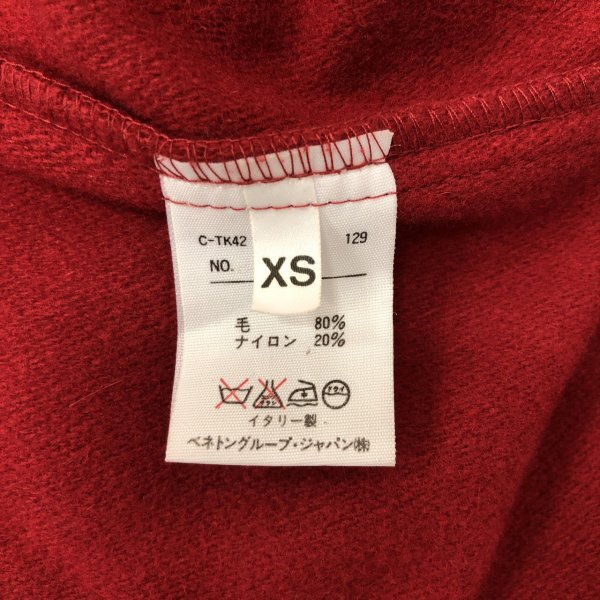 C-TK42 129
NO.
XS
毛 80%
ナイロン 20%
イタリー製
ベネトングループ・ジャパン㈱